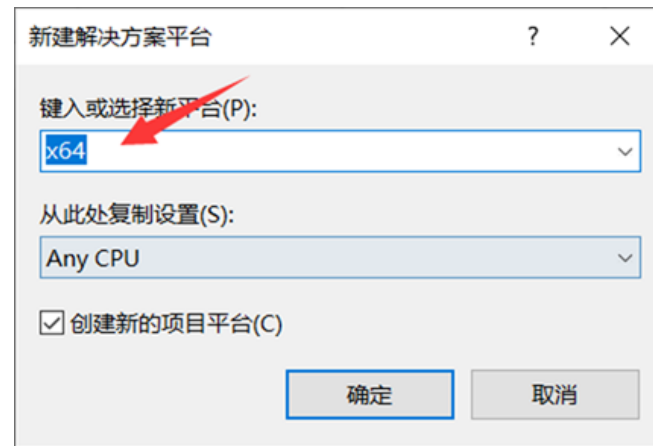 新建解决方案平台
键入或选择新平台(P):
x64
从此处复制设置(S):
Any CPU
创建新的项目平台(C)
确定 取消